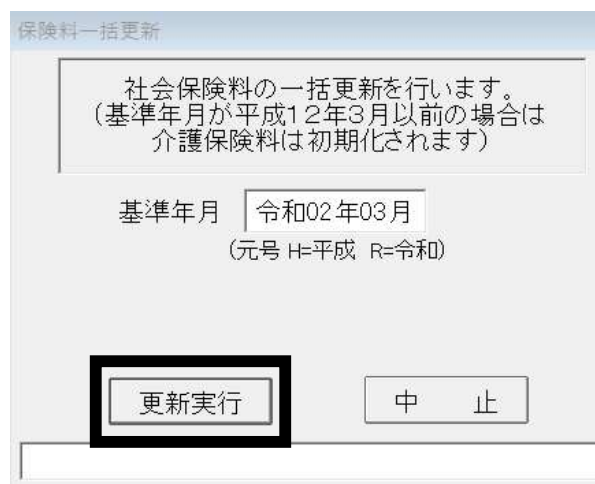 保険料一括更新
社会保険料の一括更新を行います。
(基準年月が平成12年3月以前の場合は
介護保険料は初期化されます)
基準年月 令和02年03月
(元号 H=平成 R=令和)
更新実行 中 止